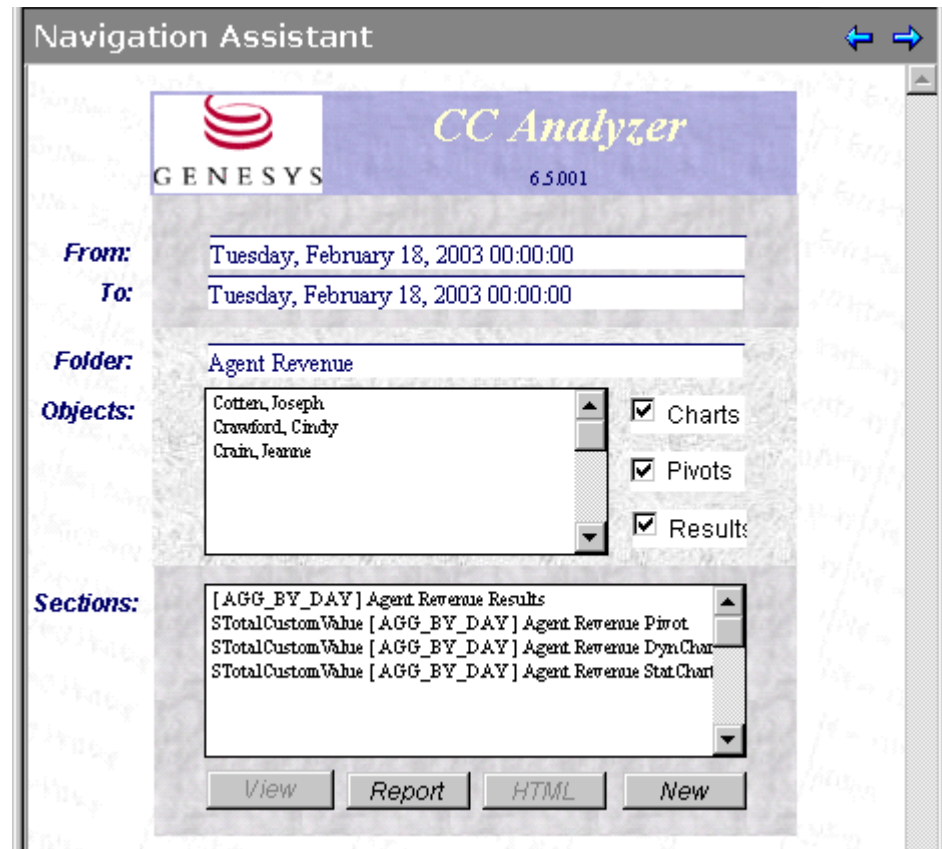 Navigation Assistant
GENESYS
CC Analyzer
6.5.001
From: Tuesday, February 18, 2003 00:00:00
To: Tuesday, February 18, 2003 00:00:00
Folder: Agent Revenue
Objects:
Cotten, Joseph
Crawford, Cindy
Crain, Jeanne
Charts
Pivots
Results
Sections:
[ AGG_BY_DAY ] Agent Revenue Results
STotalCustomValue [ AGG_BY_DAY ] Agent Revenue Pivot
STotalCustomValue [ AGG_BY_DAY ] Agent Revenue DynChar
STotalCustomValue [ AGG_BY_DAY ] Agent Revenue StatChart
View Report HTML New